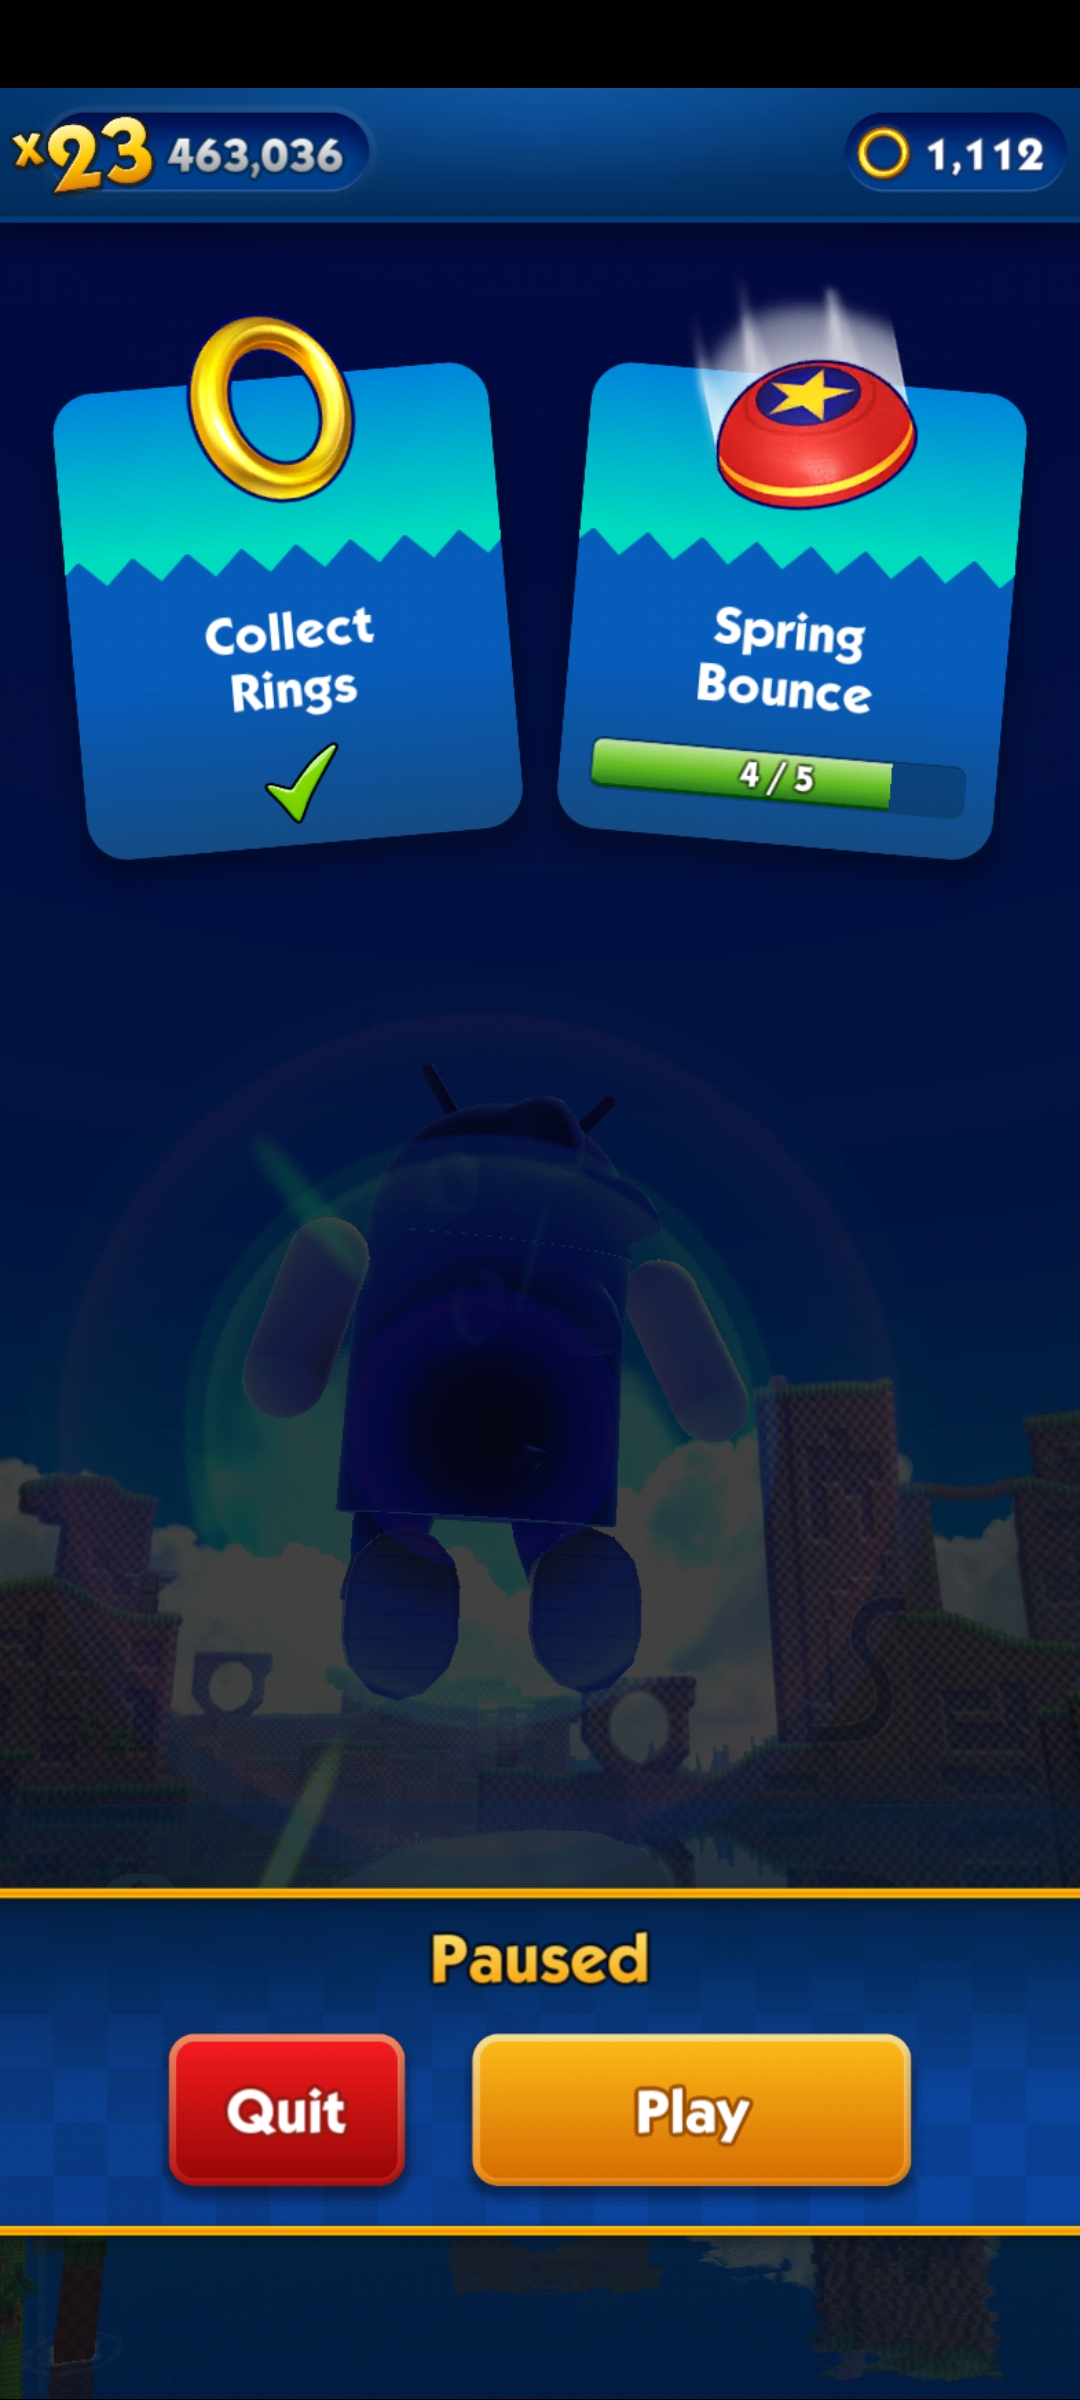 x23 463,036
1,112
Collect
Rings
Spring
Bounce
4/5
Paused
Quit
Play